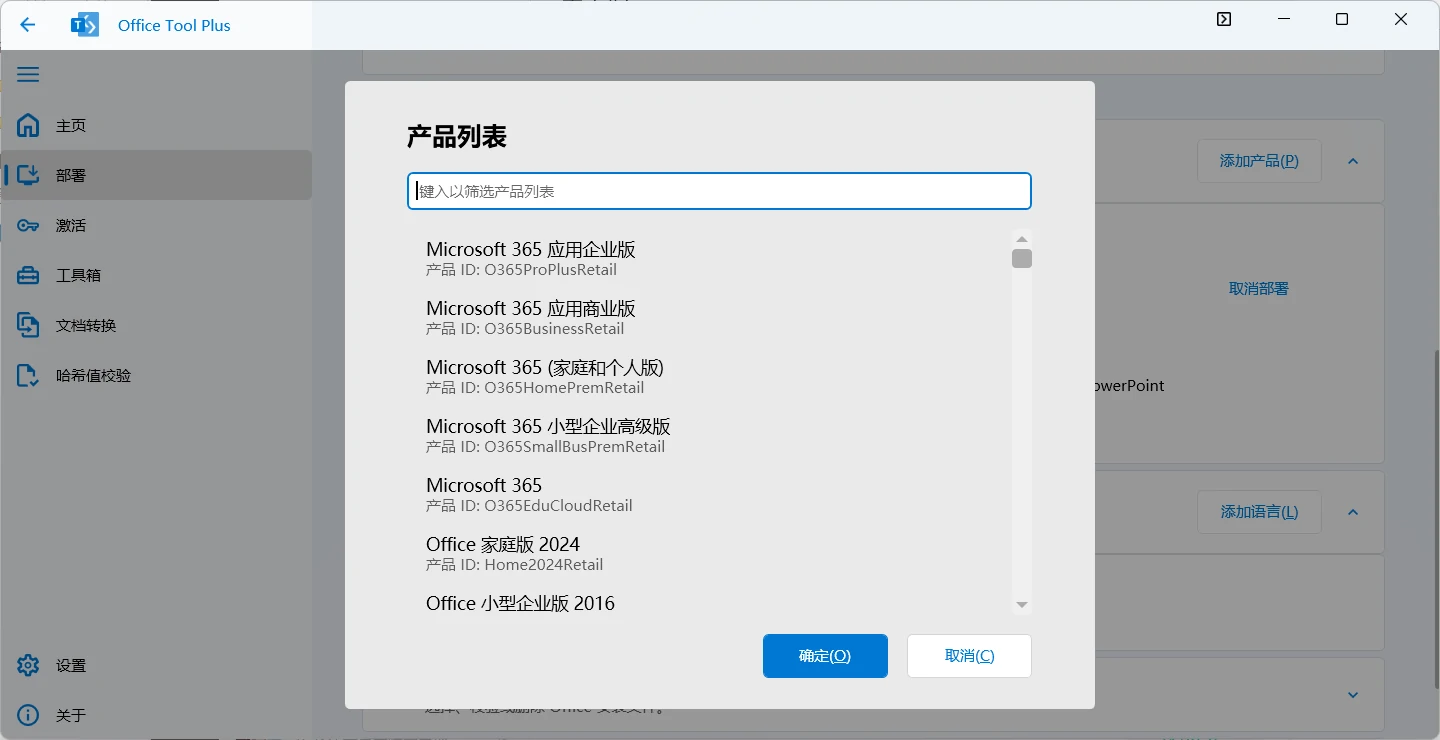 Office Tool Plus
主页
部署
激活
工具箱
文档转换
哈希值校验
设置
关于
添加产品(P)
取消部署
owerPoint
添加语言(L)
产品列表
键入以筛选产品列表
Microsoft 365 应用企业版
产品 ID: O365ProPlusRetail
Microsoft 365 应用商业版
产品 ID: O365BusinessRetail
Microsoft 365 (家庭和个人版)
产品 ID: O365HomePremRetail
Microsoft 365 小型企业高级版
产品 ID: O365SmallBusPremRetail
Microsoft 365
产品 ID: O365EduCloudRetail
Office 家庭版 2024
产品 ID: Home2024Retail
Office 小型企业版 2016
确定(O)
取消(C)